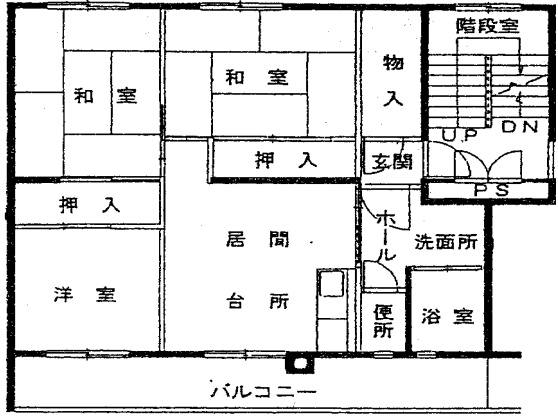 階段室
和室
和室
物入
UP
DN
押入
玄関
PS
押入
居間
台所
ホール
洗面所
洋室
便所
浴室
バルコニー